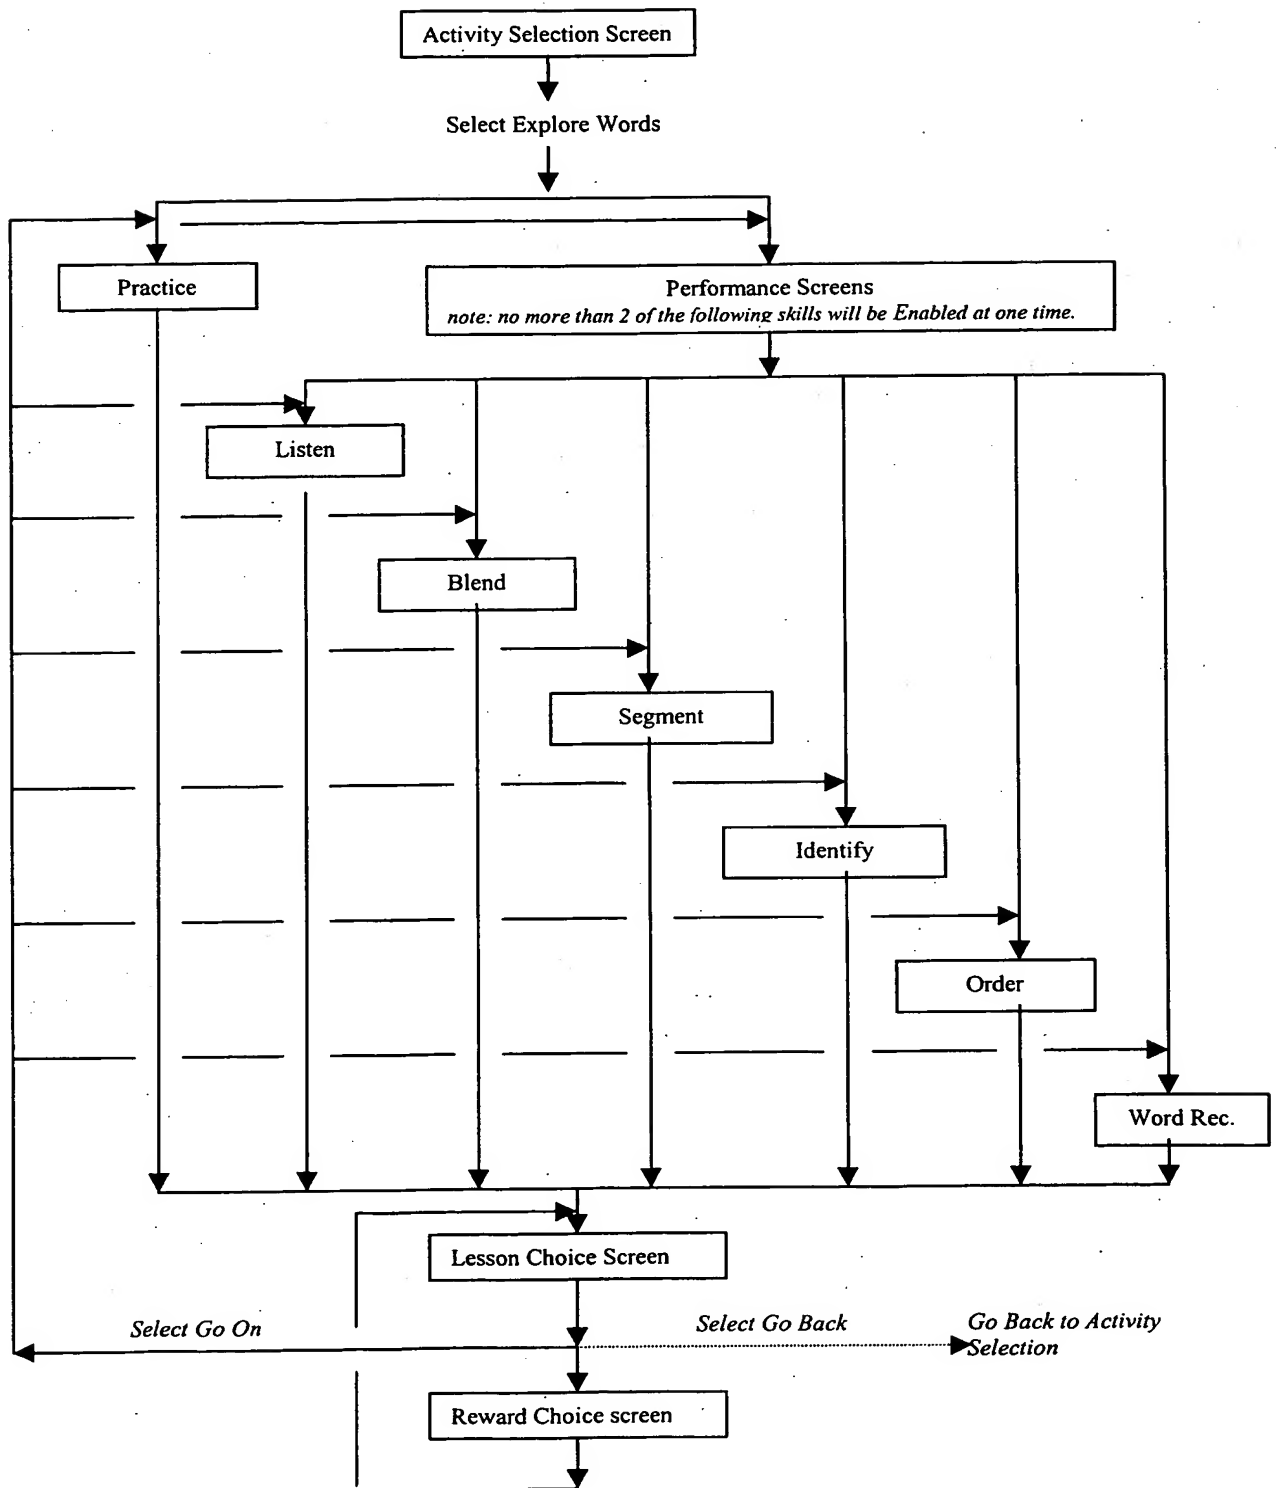 Activity Selection Screen
Select Explore Words
Practice
Performance Screens
note: no more than 2 of the following skills will be Enabled at one time.
Listen
Blend
Segment
Identify
Order
Word Rec.
Lesson Choice Screen
Select Go On
Select Go Back
Go Back to Activity
Selection
Reward Choice screen